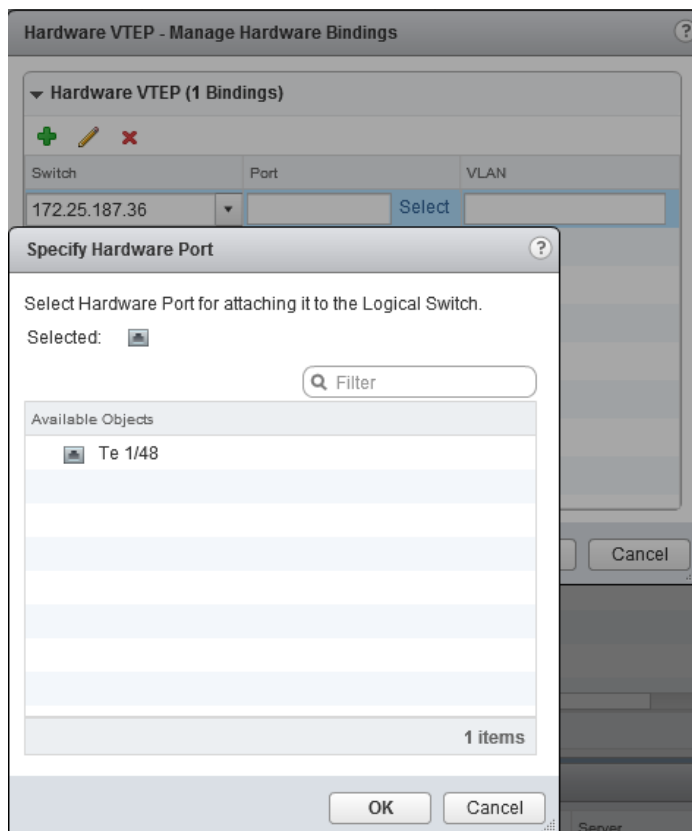 Hardware VTEP - Manage Hardware Bindings ?
Hardware VTEP (1 Bindings)
Switch Port VLAN
172.25.187.36 Select
Specify Hardware Port ?
Select Hardware Port for attaching it to the Logical Switch.
Selected:
Filter
Available Objects
Te 1/48
Cancel
1 items
OK Cancel
Server